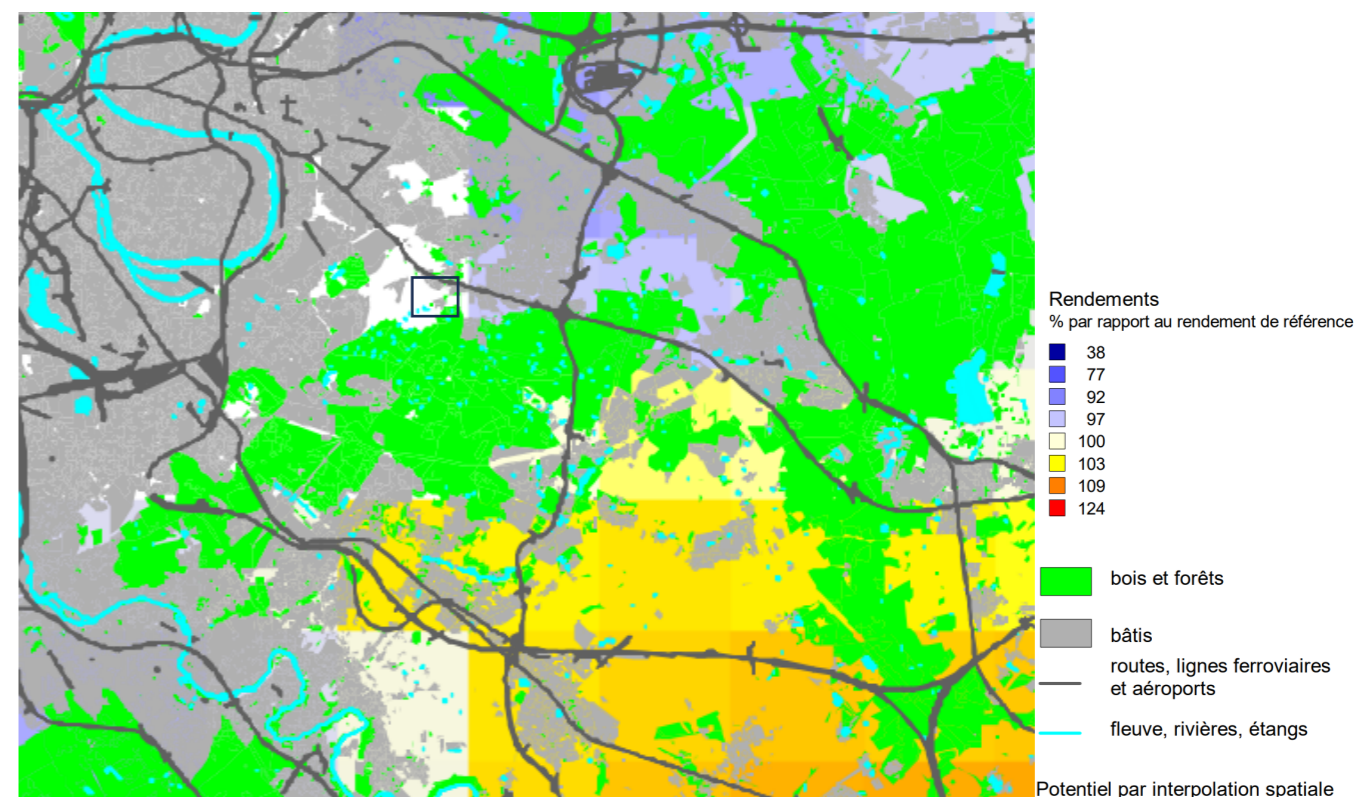 Rendements
% par rapport au rendement de référence
38
77
92
97
100
103
109
124
bois et forêts
bâtis
routes, lignes ferroviaires
et aéroports
fleuve, rivières, étangs
Potentiel par interpolation spatiale